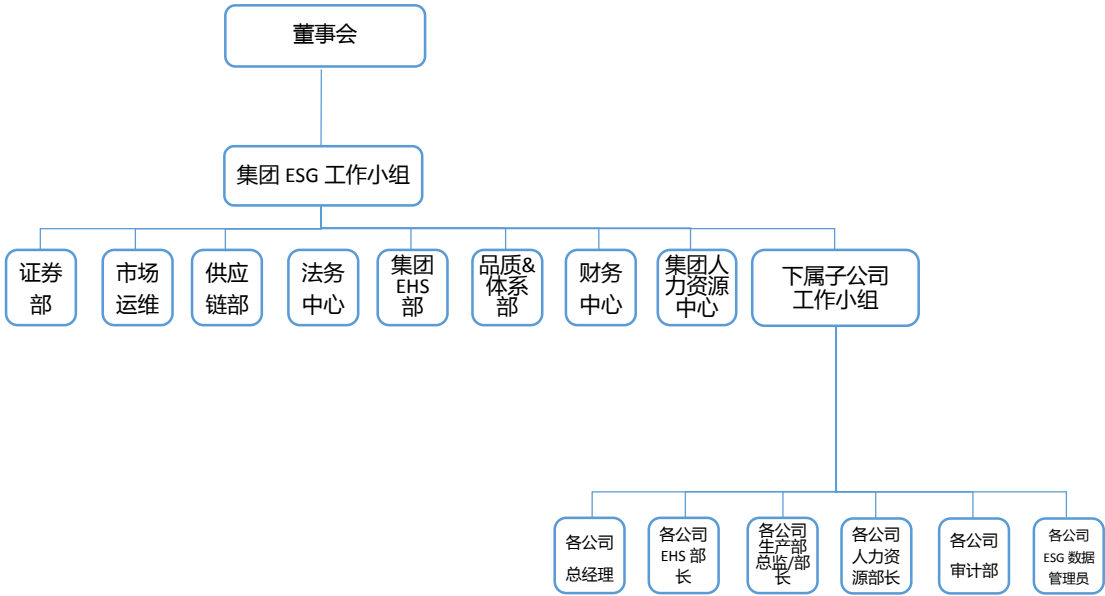 董事会
集团 ESG 工作小组
证券
部
市场
运维
供应
链部
法务
中心
集团
EHS
部
品质&
体系
部
财务
中心
集团人
力资源
中心
下属子公司
工作小组
各公司
总经理
各公司
EHS 部
长
各公司
生产部
总监/部
长
各公司
人力资
源部长
各公司
审计部
各公司
ESG 数据
管理员